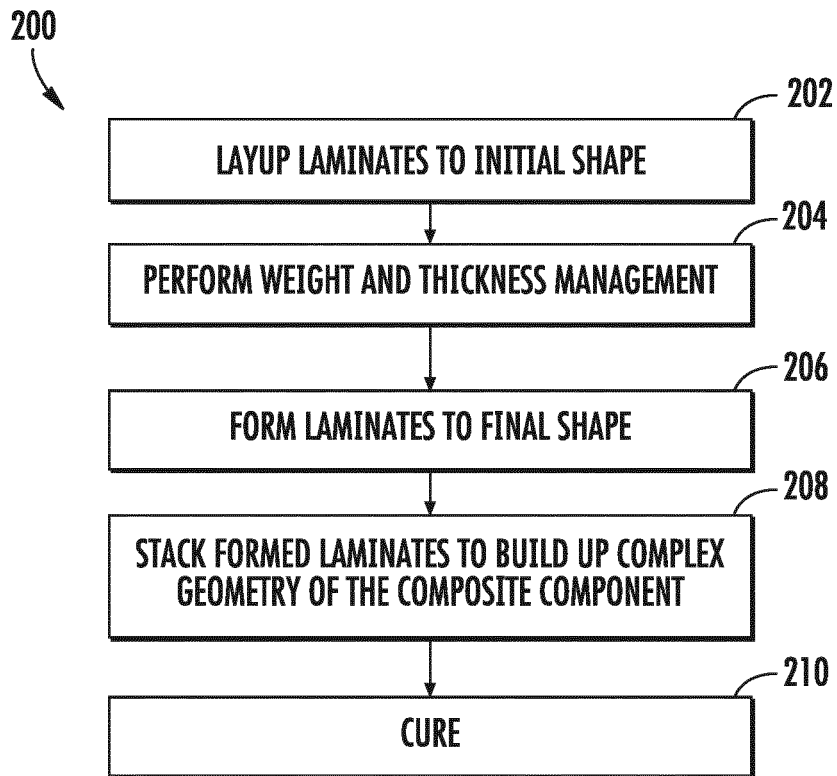 200
202
LAYUP LAMINATES TO INITIAL SHAPE
204
PERFORM WEIGHT AND THICKNESS MANAGEMENT
206
FORM LAMINATES TO FINAL SHAPE
208
STACK FORMED LAMINATES TO BUILD UP COMPLEX
GEOMETRY OF THE COMPOSITE COMPONENT
210
CURE